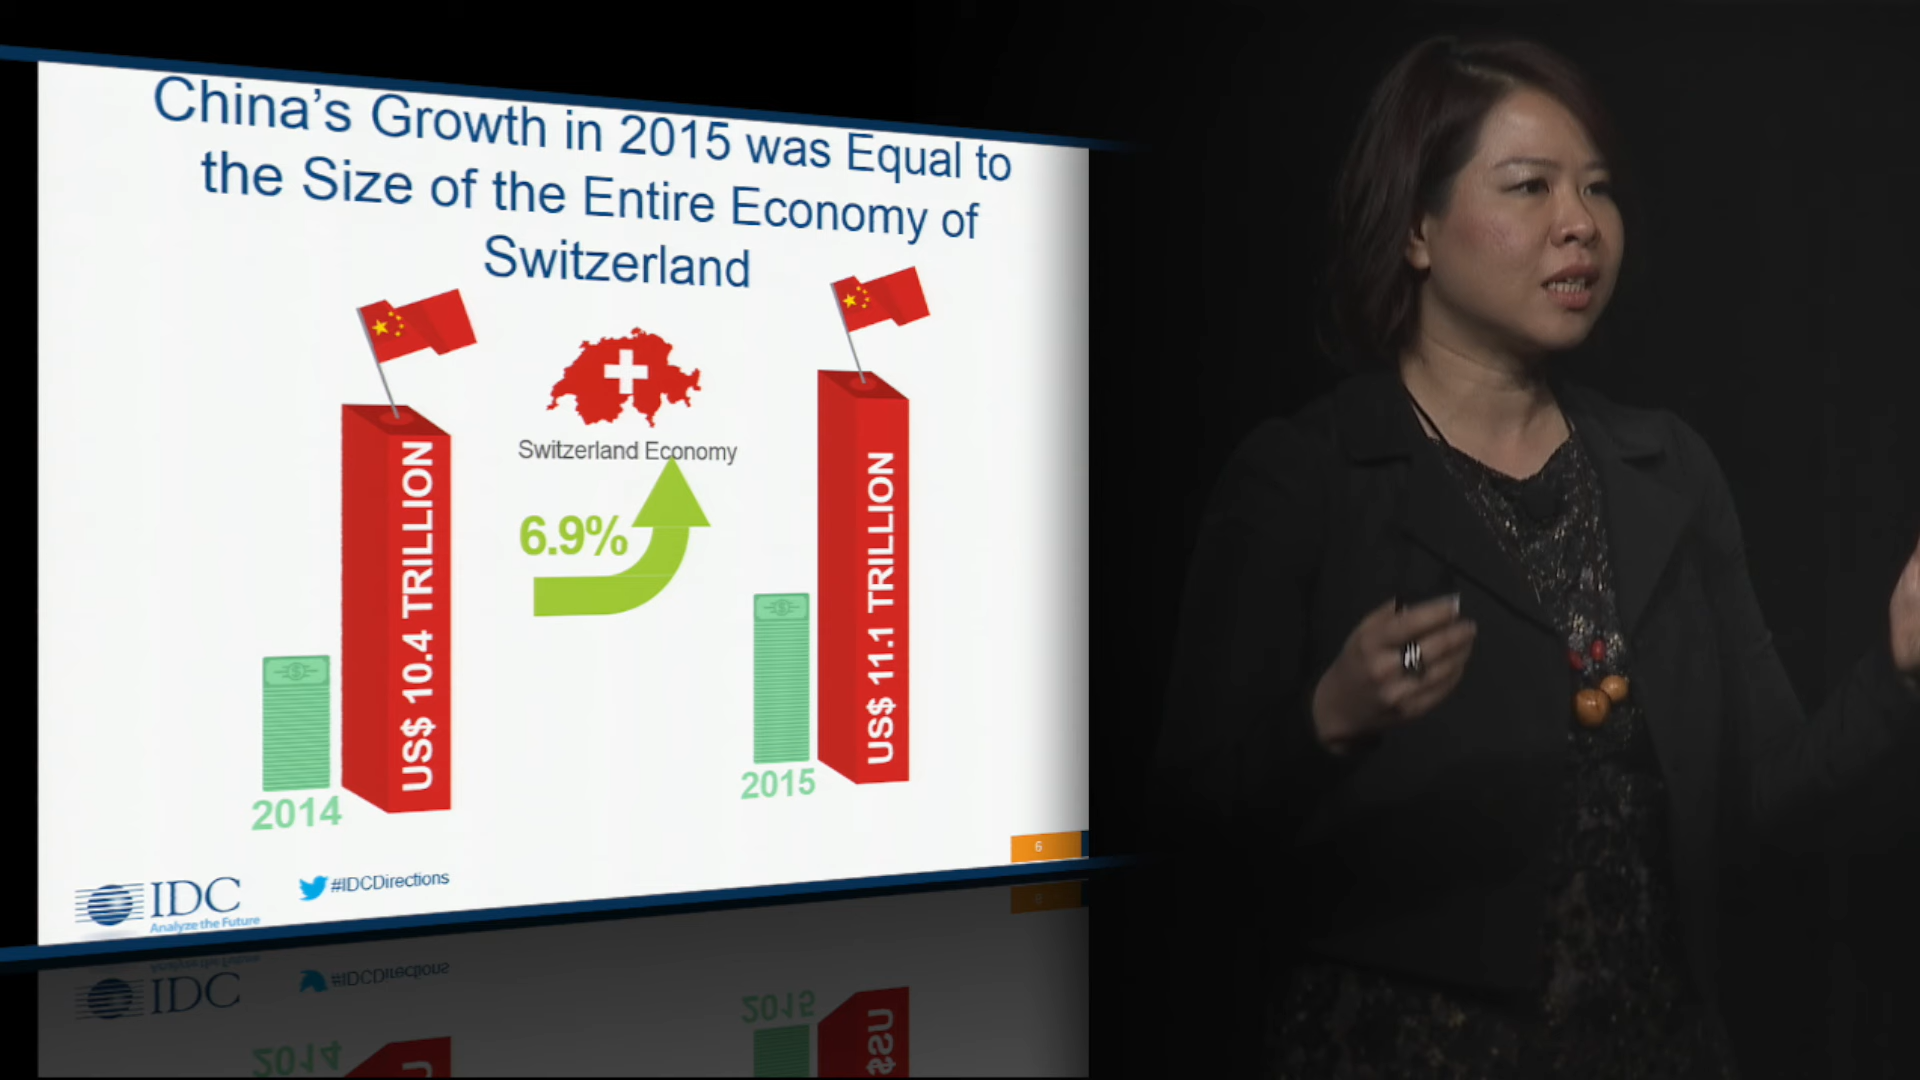 China's Growth in 2015 was Equal to
the Size of the Entire Economy of
Switzerland
Switzerland Economy
6.9%
US$ 10.4 TRILLION
US$ 11.1 TRILLION
2014
2015
6
IDC
Analyze the Future
#IDCDirections